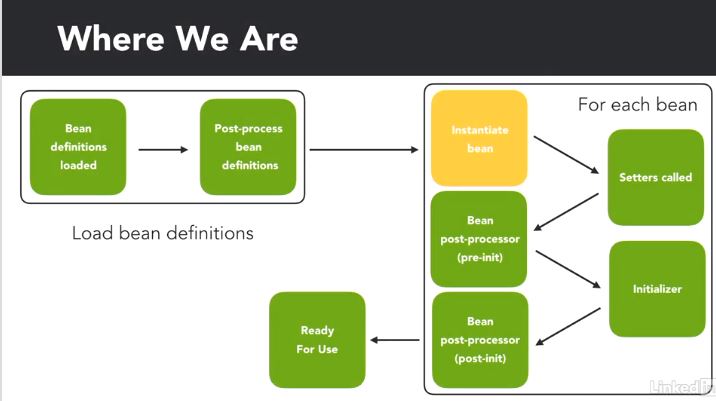 Where We Are
Bean
definitions
loaded
Post-process
bean
definitions
Load bean definitions
For each bean
Instantiate
bean
Setters called
Bean
post-processor
(pre-init)
Initializer
Bean
post-processor
(post-init)
Ready
For Use
Linked in